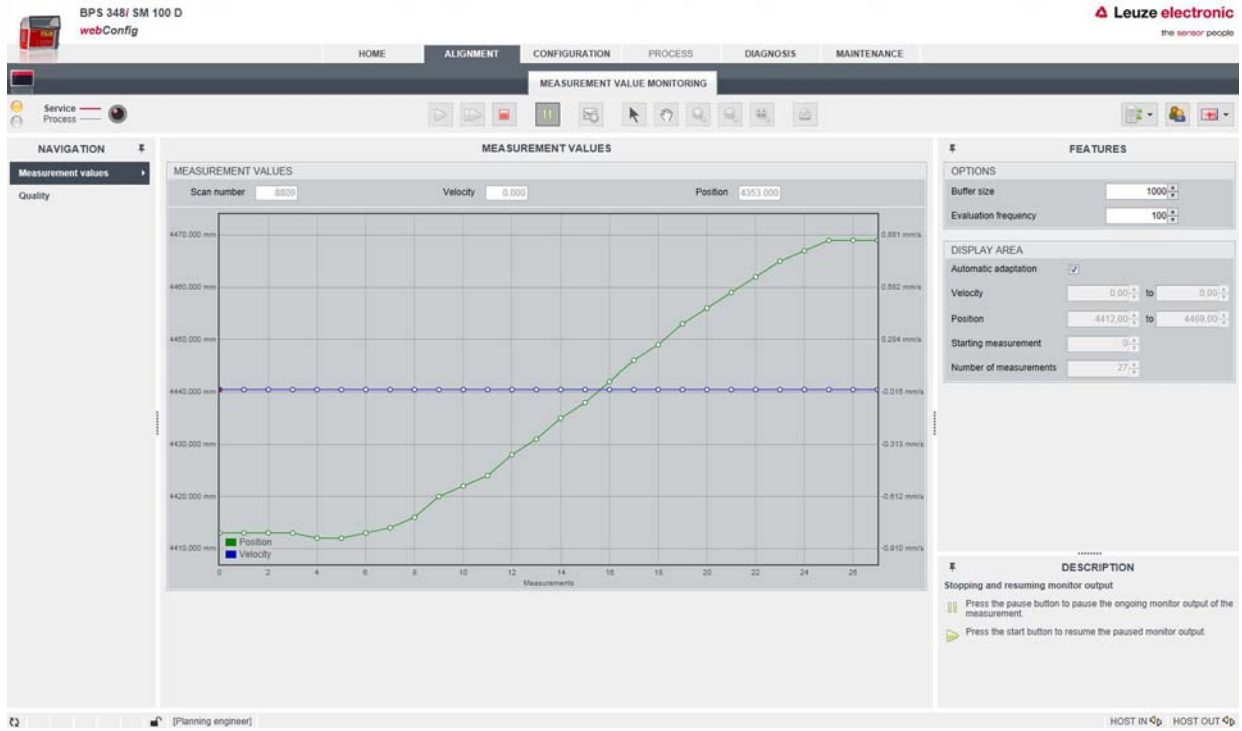 BPS 348i SM 100 D
webConfig
Leuze electronic
the sensor people
HOME ALIGNMENT CONFIGURATION PROCESS DIAGNOSIS MAINTENANCE
MEASUREMENT VALUE MONITORING
Service
Process
NAVIGATION
Measurement values
Quality
MEASUREMENT VALUES
MEASUREMENT VALUES
Scan number 8809 Velocity 0.000 Position 4353.000
4470.000 mm 0.881 mm/s
4460.000 mm 0.582 mm/s
4450.000 mm 0.284 mm/s
4440.000 mm -0.015 mm/s
4430.000 mm -0.313 mm/s
4420.000 mm -0.612 mm/s
4410.000 mm -0.910 mm/s
Position
Velocity
0 2 4 6 8 10 12 14 16 18 20 22 24 26
Measurements
FEATURES
OPTIONS
Buffer size 1000
Evaluation frequency 100
DISPLAY AREA
Automatic adaptation
Velocity 0,00 to 0,00
Position 4412,00 to 4469,00
Starting measurement 0
Number of measurements 27
DESCRIPTION
Stopping and resuming monitor output
Press the pause button to pause the ongoing monitor output of the
measurement.
Press the start button to resume the paused monitor output.
[Planning engineer]
HOST IN HOST OUT